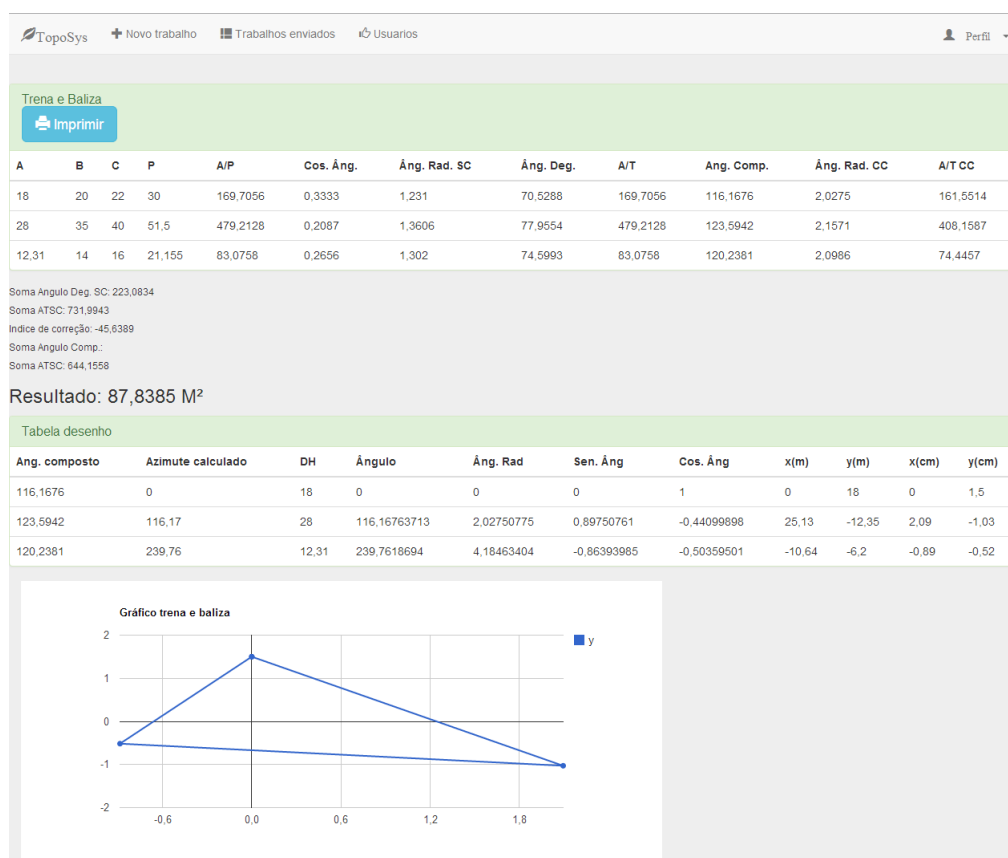 TopoSys Novo trabalho Trabalhos enviados Usuarios Perfil
Trena e Baliza
Imprimir
A B C P A/P Cos. Âng. Âng. Rad. SC Âng. Deg. A/T Ang. Comp. Âng. Rad. CC A/T CC
18 20 22 30 169,7056 0,3333 1,231 70,5288 169,7056 116,1676 2,0275 161,5514
28 35 40 51,5 479,2128 0,2087 1,3606 77,9554 479,2128 123,5942 2,1571 408,1587
12,31 14 16 21,155 83,0758 0,2656 1,302 74,5993 83,0758 120,2381 2,0986 74,4457
Soma Angulo Deg. SC: 223,0834
Soma ATSC: 731,9943
Indice de correção: -45,6389
Soma Angulo Comp.:
Soma ATSC: 644,1558
Resultado: 87,8385 M²
Tabela desenho
Ang. composto Azimute calculado DH Ângulo Âng. Rad Sen. Âng Cos. Âng x(m) y(m) x(cm) y(cm)
116,1676 0 18 0 0 0 1 0 18 0 1,5
123,5942 116,17 28 116,16763713 2,02750775 0,89750761 -0,44099898 25,13 -12,35 2,09 -1,03
120,2381 239,76 12,31 239,7618694 4,18463404 -0,86393985 -0,50359501 -10,64 -6,2 -0,89 -0,52
Gráfico trena e baliza
2
y
1
0
-1
-2
-0,6 0,0 0,6 1,2 1,8